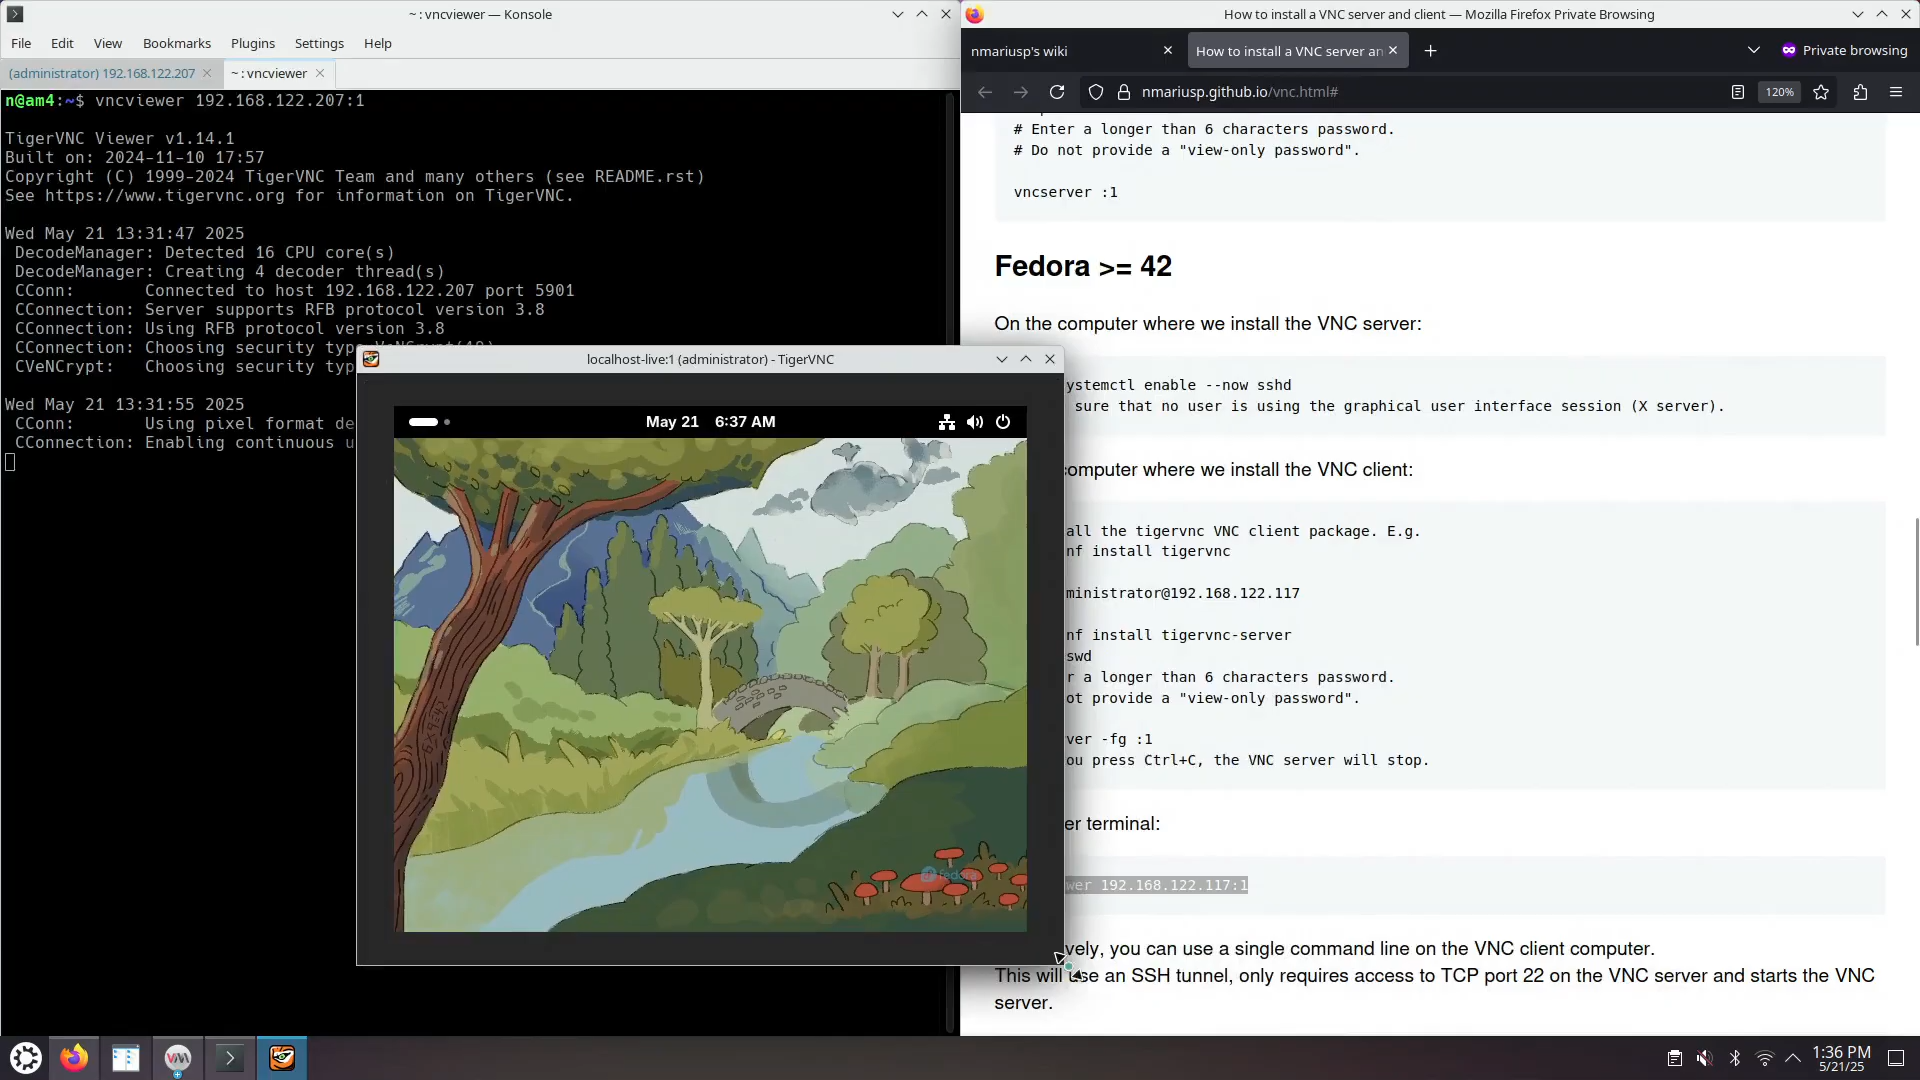 ~ : vncviewer — Konsole
File Edit View Bookmarks Plugins Settings Help
(administrator) 192.168.122.207
~ : vncviewer
n@am4:~$ vncviewer 192.168.122.207:1
TigerVNC Viewer v1.14.1
Built on: 2024-11-10 17:57
Copyright (C) 1999-2024 TigerVNC Team and many others (see README.rst)
See https://www.tigervnc.org for information on TigerVNC.
Wed May 21 13:31:47 2025
DecodeManager: Detected 16 CPU core(s)
DecodeManager: Creating 4 decoder thread(s)
CConn: Connected to host 192.168.122.207 port 5901
CConnection: Server supports RFB protocol version 3.8
CConnection: Using RFB protocol version 3.8
CConnection: Choosing security type
CVeNCrypt: Choosing security typ
Wed May 21 13:31:55 2025
CConn: Using pixel format de
CConnection: Enabling continuous u
localhost-live:1 (administrator) - TigerVNC
May 21 6:37 AM
fedora
How to install a VNC server and client — Mozilla Firefox Private Browsing
nmariusp's wiki
How to install a VNC server an
Private browsing
nmariusp.github.io/vnc.html#
120%
# Enter a longer than 6 characters password.
# Do not provide a "view-only password".
vncserver :1
Fedora >= 42
On the computer where we install the VNC server:
ystemctl enable --now sshd
sure that no user is using the graphical user interface session (X server).
computer where we install the VNC client:
all the tigervnc VNC client package. E.g.
nf install tigervnc
ministrator@192.168.122.117
nf install tigervnc-server
swd
r a longer than 6 characters password.
ot provide a "view-only password".
ver -fg :1
ou press Ctrl+C, the VNC server will stop.
er terminal:
wer 192.168.122.117:1
vely, you can use a single command line on the VNC client computer.
This will use an SSH tunnel, only requires access to TCP port 22 on the VNC server and starts the VNC
server.
1:36 PM
5/21/25